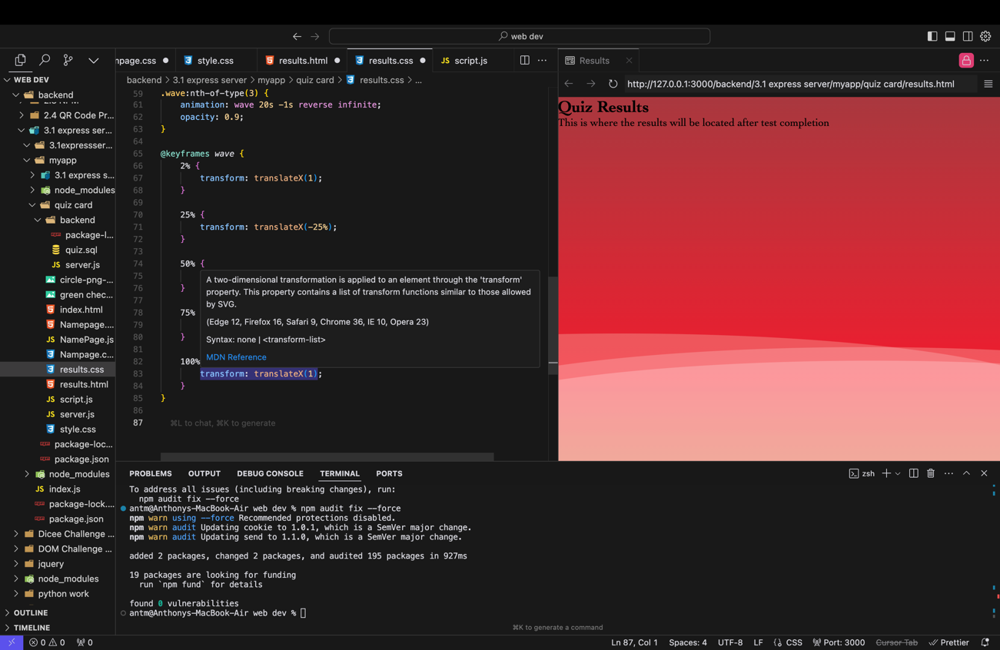 web dev
npage.css
style.css
results.html
results.css
JS script.js
Results
WEB DEV
backend > 3.1 express server > myapp > quiz card > results.css > ...
http://127.0.0.1:3000/backend/3.1 express server/myapp/quiz card/results.html
backend
2.4 QR Code Pr...
3.1 express ser...
3.1expressser...
myapp
3.1 express s...
node_modules
quiz card
backend
package-l...
quiz.sql
JS server.js
circle-png-...
green chec...
index.html
Namepage....
JS NamePage.js
Nampage.c...
results.css
results.html
JS script.js
JS server.js
style.css
package-loc...
package.json
node_modules
JS index.js
package-lock....
package.json
Dicee Challenge ...
DOM Challenge ...
jquery
node_modules
python work
OUTLINE
TIMELINE
59 .wave:nth-of-type(3) {
61 animation: wave 20s -1s reverse infinite;
62 opacity: 0.9;
63 }
64
65 @keyframes wave {
66 2% {
67 transform: translateX(1);
68 }
69
70 25% {
71 transform: translateX(-25%);
72 }
73
74 50% {
75
76 }
77
78 75%
79
80 }
81
82 100%
83 transform: translateX(1);
84 }
85 }
86
87 ⌘L to chat, ⌘K to generate
A two-dimensional transformation is applied to an element through the 'transform'
property. This property contains a list of transform functions similar to those allowed
by SVG.
(Edge 12, Firefox 16, Safari 9, Chrome 36, IE 10, Opera 23)
Syntax: none | <transform-list>
MDN Reference
Quiz Results
This is where the results will be located after test completion
PROBLEMS OUTPUT DEBUG CONSOLE TERMINAL PORTS
zsh
To address all issues (including breaking changes), run:
npm audit fix --force
antm@Anthonys-MacBook-Air web dev % npm audit fix --force
npm warn using --force Recommended protections disabled.
npm warn audit Updating cookie to 1.0.1, which is a SemVer major change.
npm warn audit Updating send to 1.1.0, which is a SemVer major change.
added 2 packages, changed 2 packages, and audited 195 packages in 927ms
19 packages are looking for funding
run `npm fund` for details
found 0 vulnerabilities
antm@Anthonys-MacBook-Air web dev %
⌘K to generate a command
0 0 0
Ln 87, Col 1 Spaces: 4 UTF-8 LF CSS Port: 3000 Cursor Tab Prettier